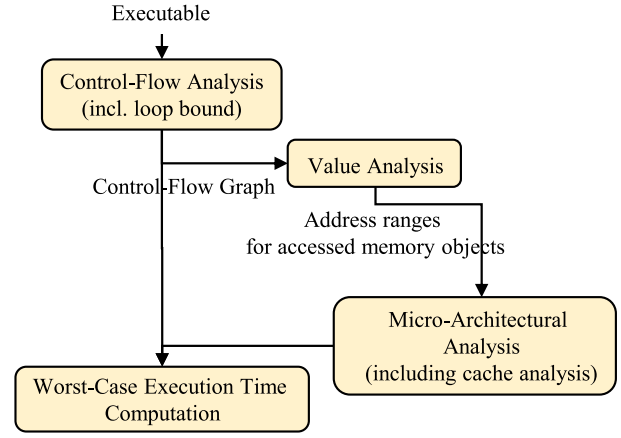 Executable
Control-Flow Analysis
(incl. loop bound)
Value Analysis
Control-Flow Graph
Address ranges
for accessed memory objects
Micro-Architectural
Analysis
(including cache analysis)
Worst-Case Execution Time
Computation